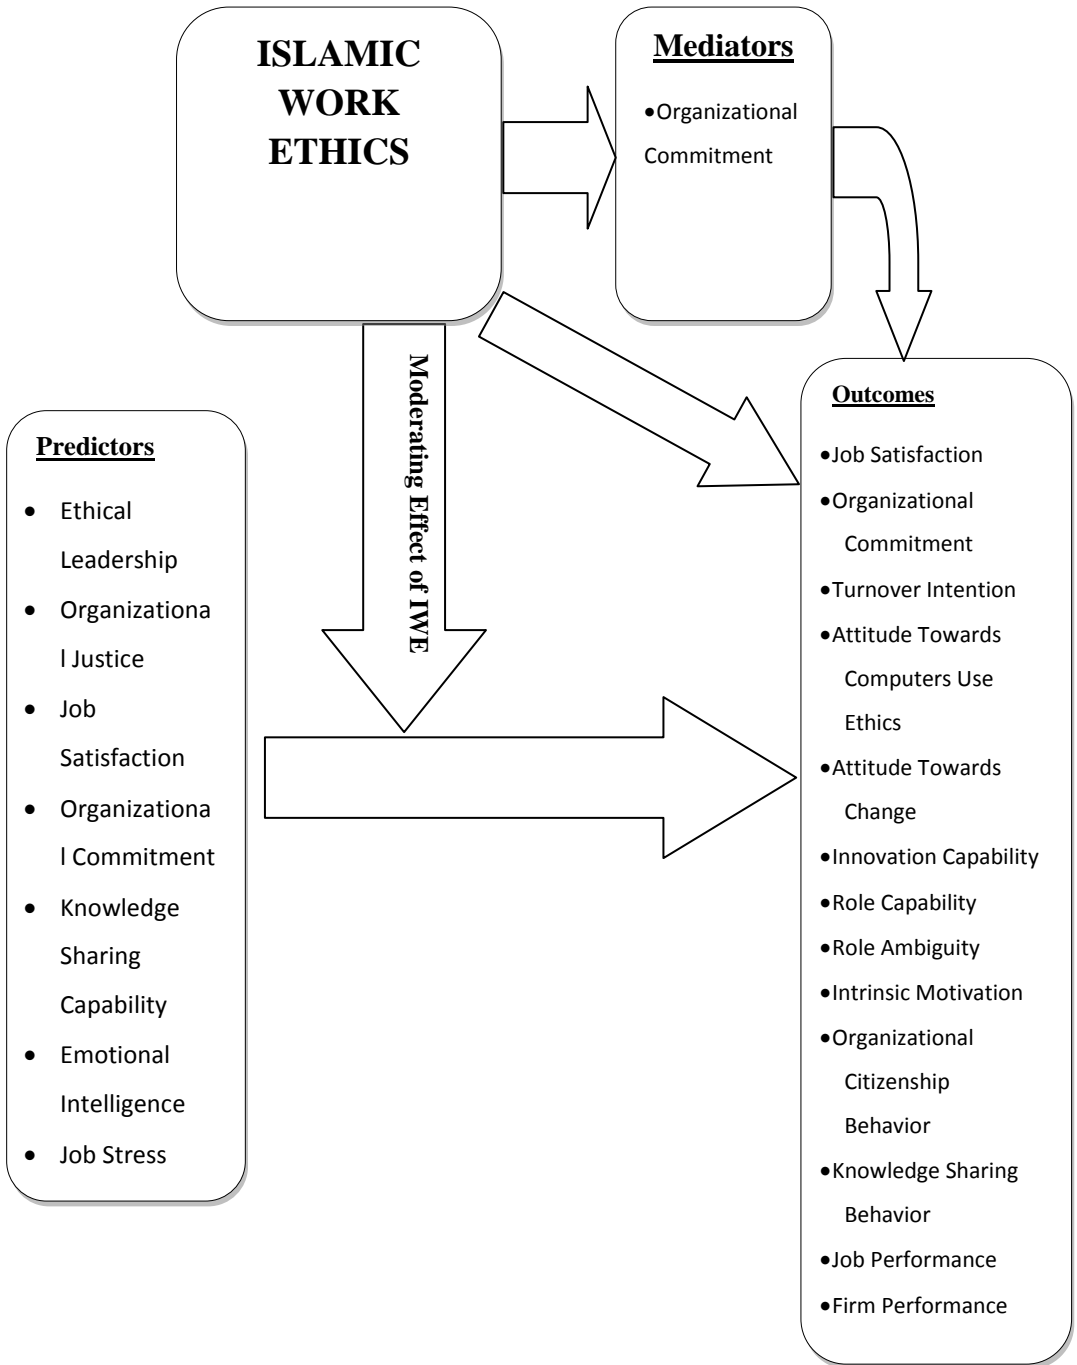 ISLAMIC
WORK
ETHICS
Mediators
•Organizational
Commitment
Moderating Effect of IWE
Predictors
• Ethical
Leadership
• Organizationa
l Justice
• Job
Satisfaction
• Organizationa
l Commitment
• Knowledge
Sharing
Capability
• Emotional
Intelligence
• Job Stress
Outcomes
•Job Satisfaction
•Organizational
Commitment
•Turnover Intention
•Attitude Towards
Computers Use
Ethics
•Attitude Towards
Change
•Innovation Capability
•Role Capability
•Role Ambiguity
•Intrinsic Motivation
•Organizational
Citizenship
Behavior
•Knowledge Sharing
Behavior
•Job Performance
•Firm Performance